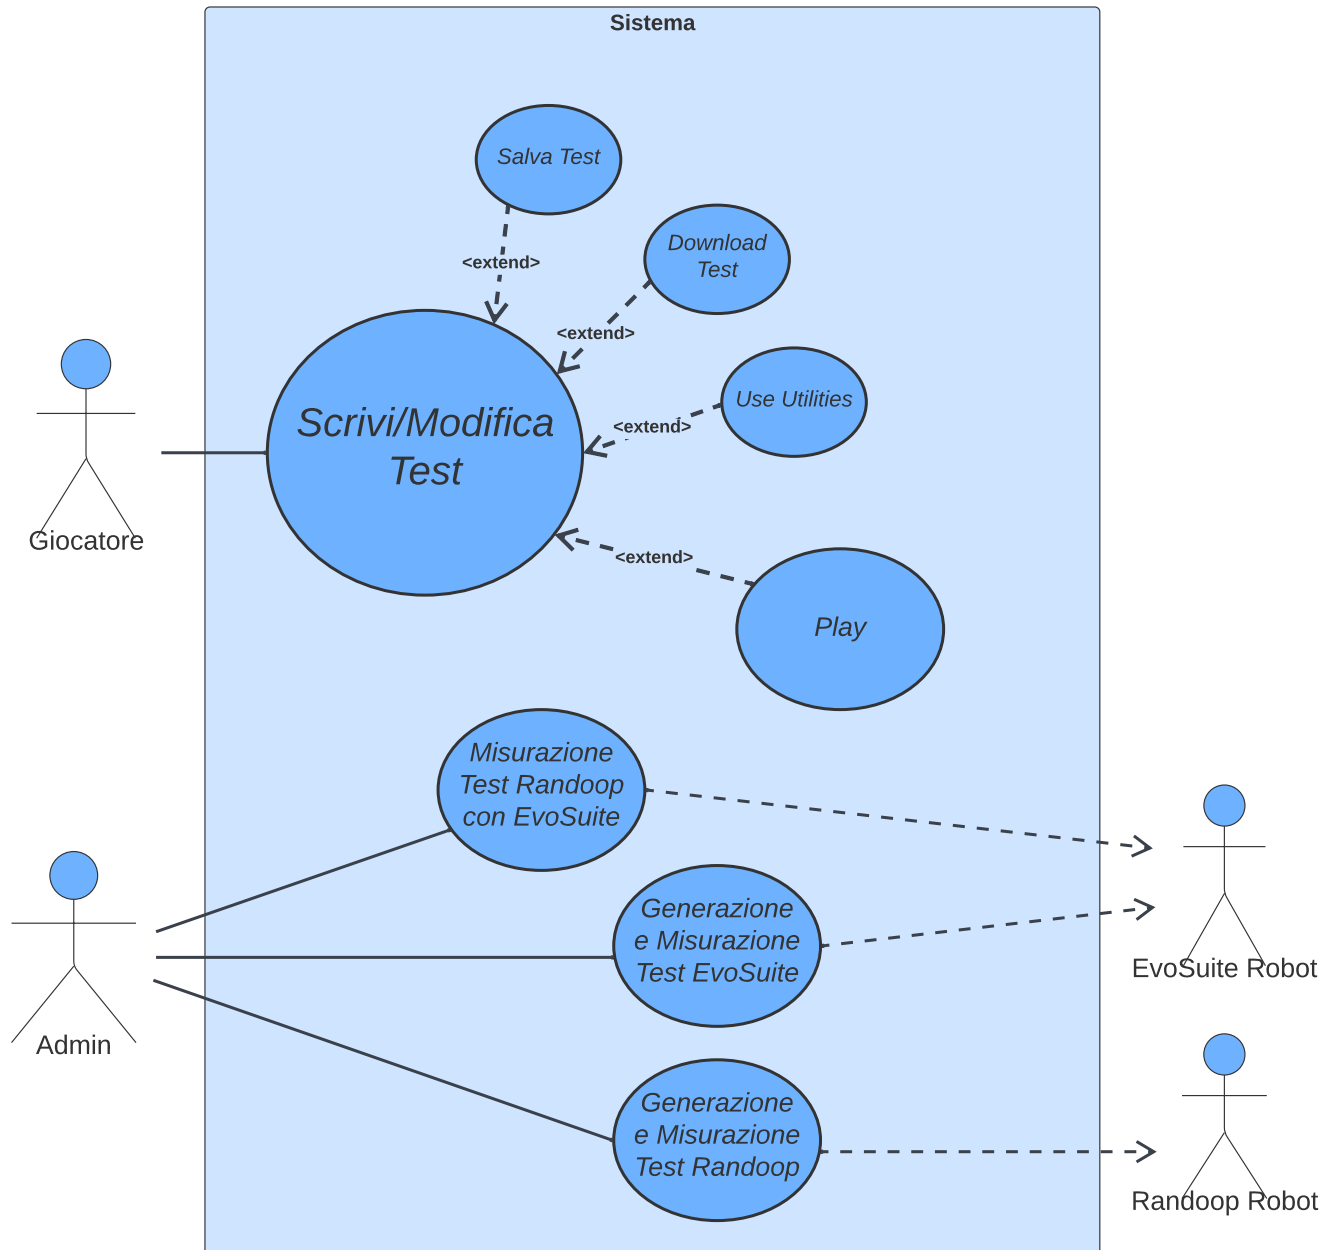 Sistema
Salva Test
<extend>
Download
Test
<extend>
Use Utilities
<extend>
Scrivi/Modifica
Test
Giocatore
<extend>
Play
Misurazione
Test Randoop
con EvoSuite
Generazione
e Misurazione
Test EvoSuite
EvoSuite Robot
Admin
Generazione
e Misurazione
Test Randoop
Randoop Robot